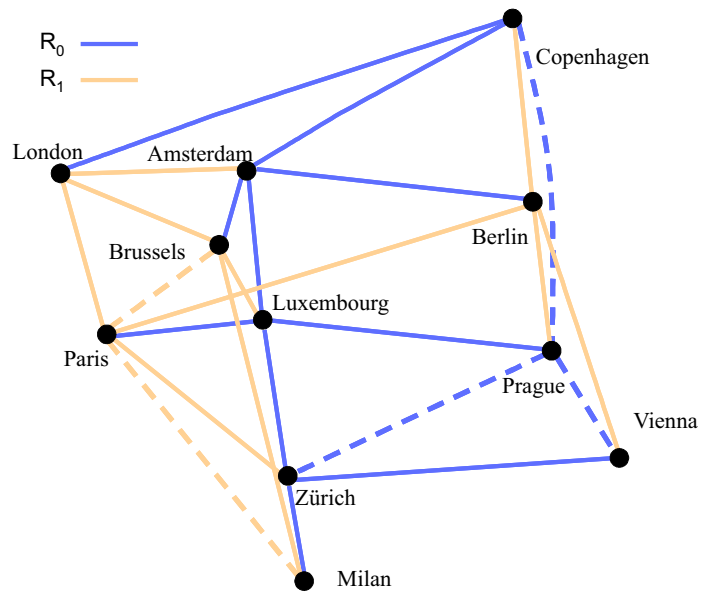 R0
R1
Copenhagen
London
Amsterdam
Brussels
Berlin
Luxembourg
Paris
Prague
Vienna
Zürich
Milan